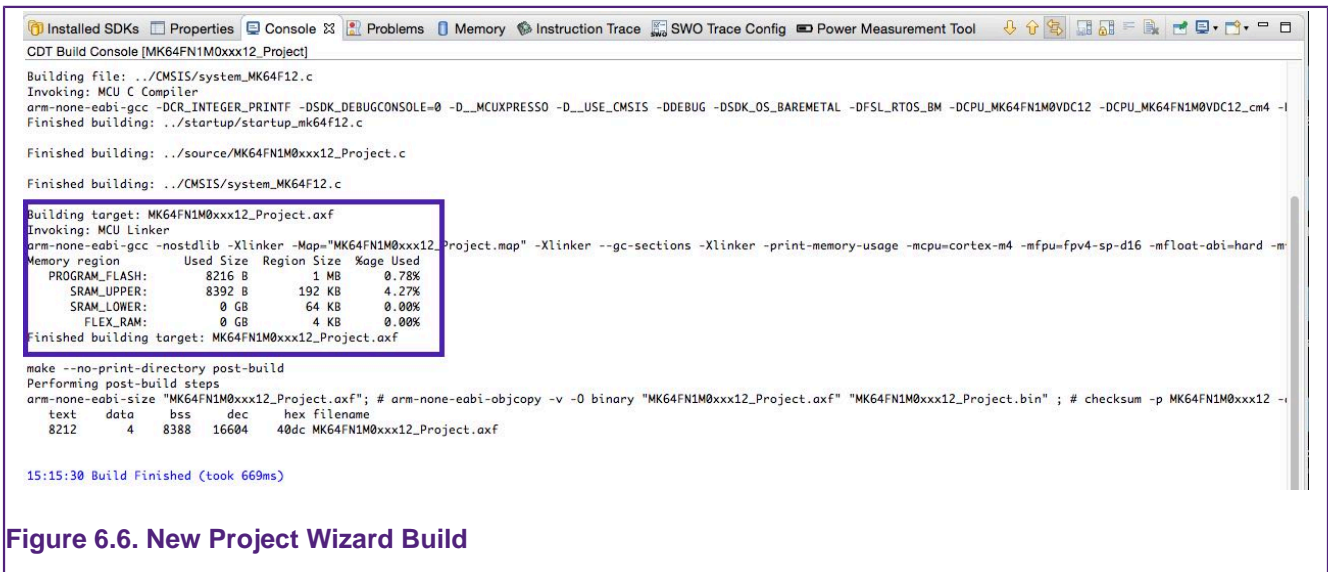 Installed SDKs Properties Console Problems Memory Instruction Trace SWO Trace Config Power Measurement Tool
CDT Build Console [MK64FN1M0xxx12_Project]
Building file: ../CMSIS/system_MK64F12.c
Invoking: MCU C Compiler
arm-none-eabi-gcc -DCR_INTEGER_PRINTF -DSDK_DEBUGCONSOLE=0 -D__MCUXPRESSO -D__USE_CMSIS -DDEBUG -DSDK_OS_BAREMETAL -DFSL_RTOS_BM -DCPU_MK64FN1M0VDC12 -DCPU_MK64FN1M0VDC12_cm4
Finished building: ../startup/startup_mk64f12.c
Finished building: ../source/MK64FN1M0xxx12_Project.c
Finished building: ../CMSIS/system_MK64F12.c
Building target: MK64FN1M0xxx12_Project.axf
Invoking: MCU Linker
arm-none-eabi-gcc -nostdlib -Xlinker -Map="MK64FN1M0xxx12_Project.map" -Xlinker --gc-sections -Xlinker -print-memory-usage -mcpu=cortex-m4 -mfpu=fpv4-sp-d16 -mfloat-abi=hard
Memory region Used Size Region Size %age Used
PROGRAM_FLASH: 8216 B 1 MB 0.78%
SRAM_UPPER: 8392 B 192 KB 4.27%
SRAM_LOWER: 0 GB 64 KB 0.00%
FLEX_RAM: 0 GB 4 KB 0.00%
Finished building target: MK64FN1M0xxx12_Project.axf
make --no-print-directory post-build
Performing post-build steps
arm-none-eabi-size "MK64FN1M0xxx12_Project.axf"; # arm-none-eabi-objcopy -v -O binary "MK64FN1M0xxx12_Project.axf" "MK64FN1M0xxx12_Project.bin" ; # checksum -p MK64FN1M0xxx12
text data bss dec hex filename
8212 4 8388 16604 40dc MK64FN1M0xxx12_Project.axf
15:15:30 Build Finished (took 669ms)
Figure 6.6. New Project Wizard Build